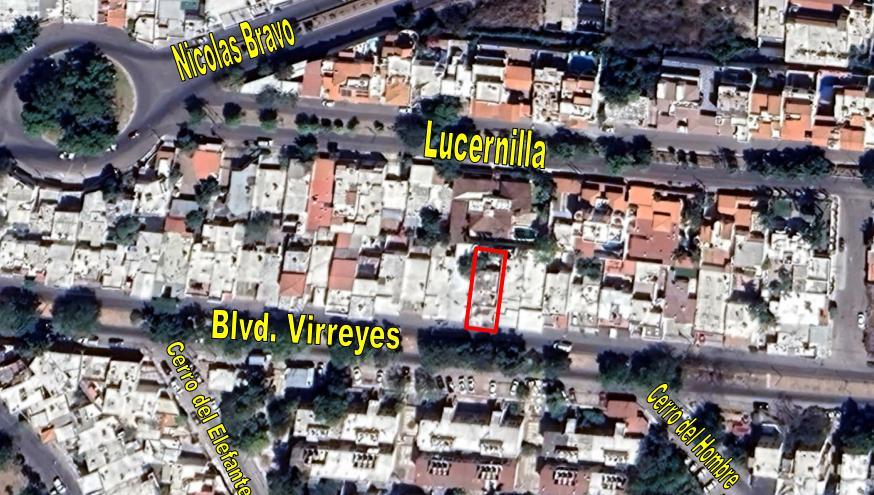 Nicolas Bravo
Lucernilla
Blvd. Virreyes
Cerro del Elefante
Cerro del Hombre